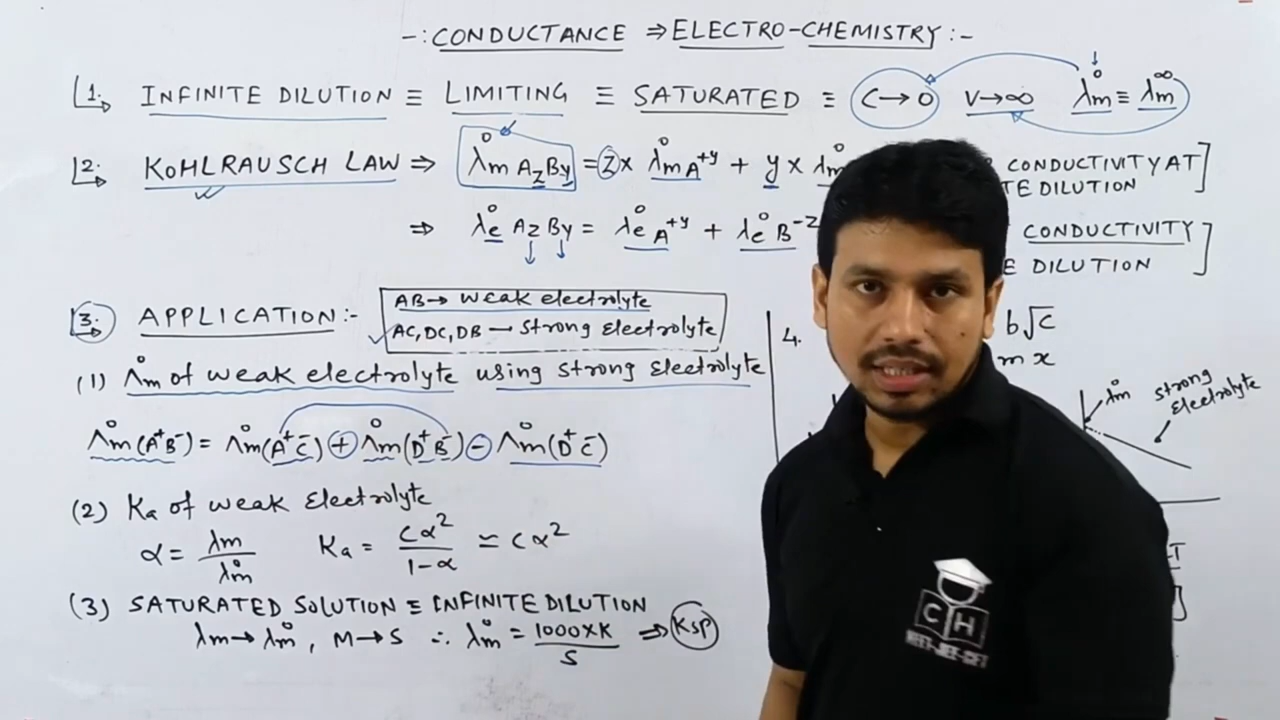 -: CONDUCTANCE ⇒ ELECTRO-CHEMISTRY :-
1. INFINITE DILUTION ≡ LIMITING ≡ SATURATED ≡ C→0 V→∞ λ°m ≡ λ∞m
2. KOHLRAUSCH LAW ⇒ λ°m AzBy = z× λ°m A+y + y × λ°m
CONDUCTIVITY AT
DILUTION
⇒ λ°e AzBy = λ°e A+y + λ°e B-z
CONDUCTIVITY
DILUTION
3. APPLICATION :-
AB → weak electrolyte
AC, DC, DB → strong Electrolyte
(1) Λ°m of weak electrolyte using strong Electrolyte
Λ°m (A+B-) = Λ°m (A+C-) + Λ°m (D+B-) - Λ°m (D+C-)
(2) Ka of weak Electrolyte
α = λm/λ°m Ka = Cα²/1-α ≃ Cα²
(3) SATURATED SOLUTION ≡ INFINITE DILUTION
λm → λ°m, M → S ∴ λ°m = 1000×K/S ⇒ Ksp
4.
b√C
m x
λ°m
strong
Electrolyte
CH
NEET-JEE-CET